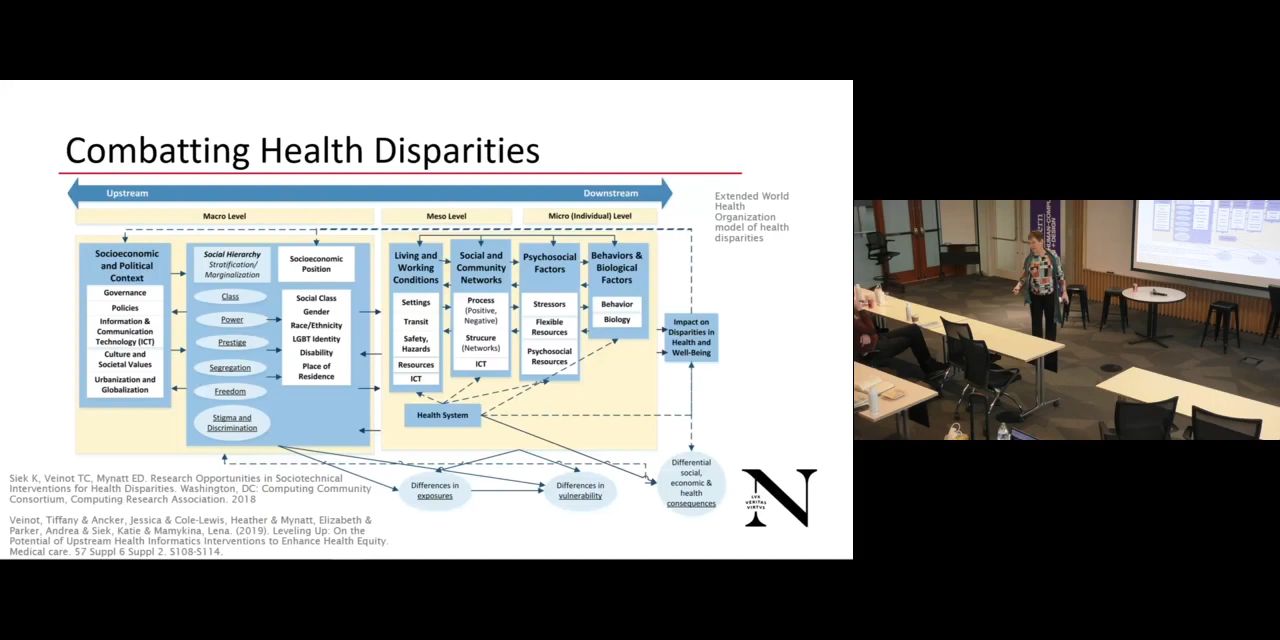 Combatting Health Disparities
Upstream
Downstream
Macro Level
Meso Level
Micro (Individual) Level
Extended World
Health
Organization
model of health
disparities
Socioeconomic
and Political
Context
Governance
Policies
Information &
Communication
Technology (ICT)
Culture and
Societal Values
Urbanization and
Globalization
Social Hierarchy
Stratification/
Marginalization
Class
Power
Prestige
Segregation
Freedom
Stigma and
Discrimination
Socioeconomic
Position
Social Class
Gender
Race/Ethnicity
LGBT Identity
Disability
Place of
Residence
Living and
Working
Conditions
Settings
Transit
Safety,
Hazards
Resources
ICT
Social and
Community
Networks
Process
(Positive,
Negative)
Strucure
(Networks)
ICT
Psychosocial
Factors
Stressors
Flexible
Resources
Psychosocial
Resources
Behaviors &
Biological
Factors
Behavior
Biology
Impact on
Disparities in
Health and
Well-Being
Health System
Differences in
exposures
Differences in
vulnerability
Differential
social,
economic &
health
consequences
Siek K, Veinot TC, Mynatt ED. Research Opportunities in Sociotechnical
Interventions for Health Disparities. Washington, DC: Computing Community
Consortium, Computing Research Association. 2018
Veinot, Tiffany & Ancker, Jessica & Cole-Lewis, Heather & Mynatt, Elizabeth &
Parker, Andrea & Siek, Katie & Mamykina, Lena. (2019). Leveling Up: On the
Potential of Upstream Health Informatics Interventions to Enhance Health Equity.
Medical care. 57 Suppl 6 Suppl 2. S108-S114.
N
LVX
VERITAS
VIRTVS
HUMAN-COMPU
+ DESIGN